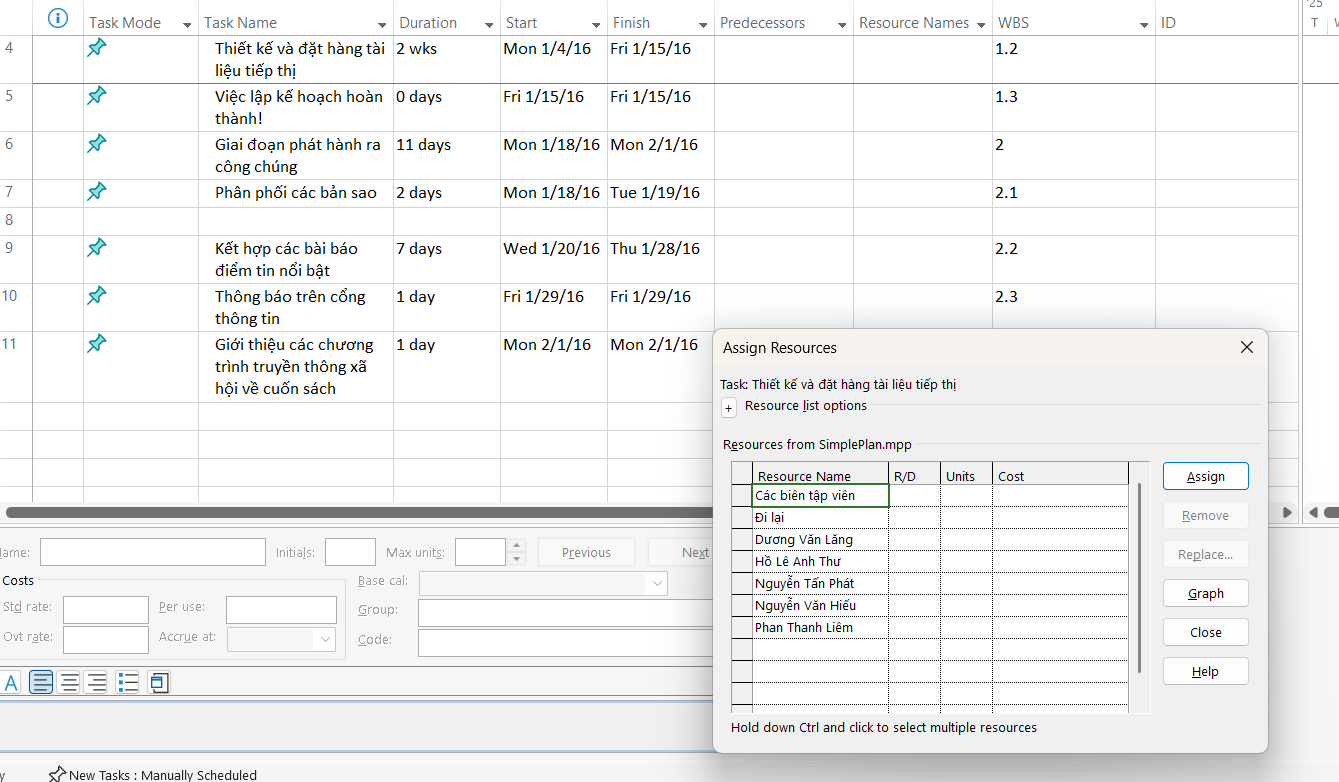 '25
Task Mode Task Name Duration Start Finish Predecessors Resource Names WBS ID T
4 Thiết kế và đặt hàng tài 2 wks Mon 1/4/16 Fri 1/15/16 1.2
liệu tiếp thị
5 Việc lập kế hoạch hoàn 0 days Fri 1/15/16 Fri 1/15/16 1.3
thành!
6 Giai đoạn phát hành ra 11 days Mon 1/18/16 Mon 2/1/16 2
công chúng
7 Phân phối các bản sao 2 days Mon 1/18/16 Tue 1/19/16 2.1
8
9 Kết hợp các bài báo 7 days Wed 1/20/16 Thu 1/28/16 2.2
điểm tin nổi bật
10 Thông báo trên cổng 1 day Fri 1/29/16 Fri 1/29/16 2.3
thông tin
11 Giới thiệu các chương 1 day Mon 2/1/16 Mon 2/1/16
trình truyền thông xã
hội về cuốn sách
Assign Resources
Task: Thiết kế và đặt hàng tài liệu tiếp thị
+ Resource list options
Resources from SimplePlan.mpp
Resource Name R/D Units Cost
Các biên tập viên
Đi lại
Dương Văn Lăng
Hồ Lê Anh Thư
Nguyễn Tấn Phát
Nguyễn Văn Hiếu
Phan Thanh Liêm
Assign
Remove
Replace...
Graph
Close
Help
Hold down Ctrl and click to select multiple resources
ame: Initials: Max units: Previous Next
Costs Base cal:
Std rate: Per use: Group:
Ovt rate: Accrue at: Code:
A
New Tasks : Manually Scheduled